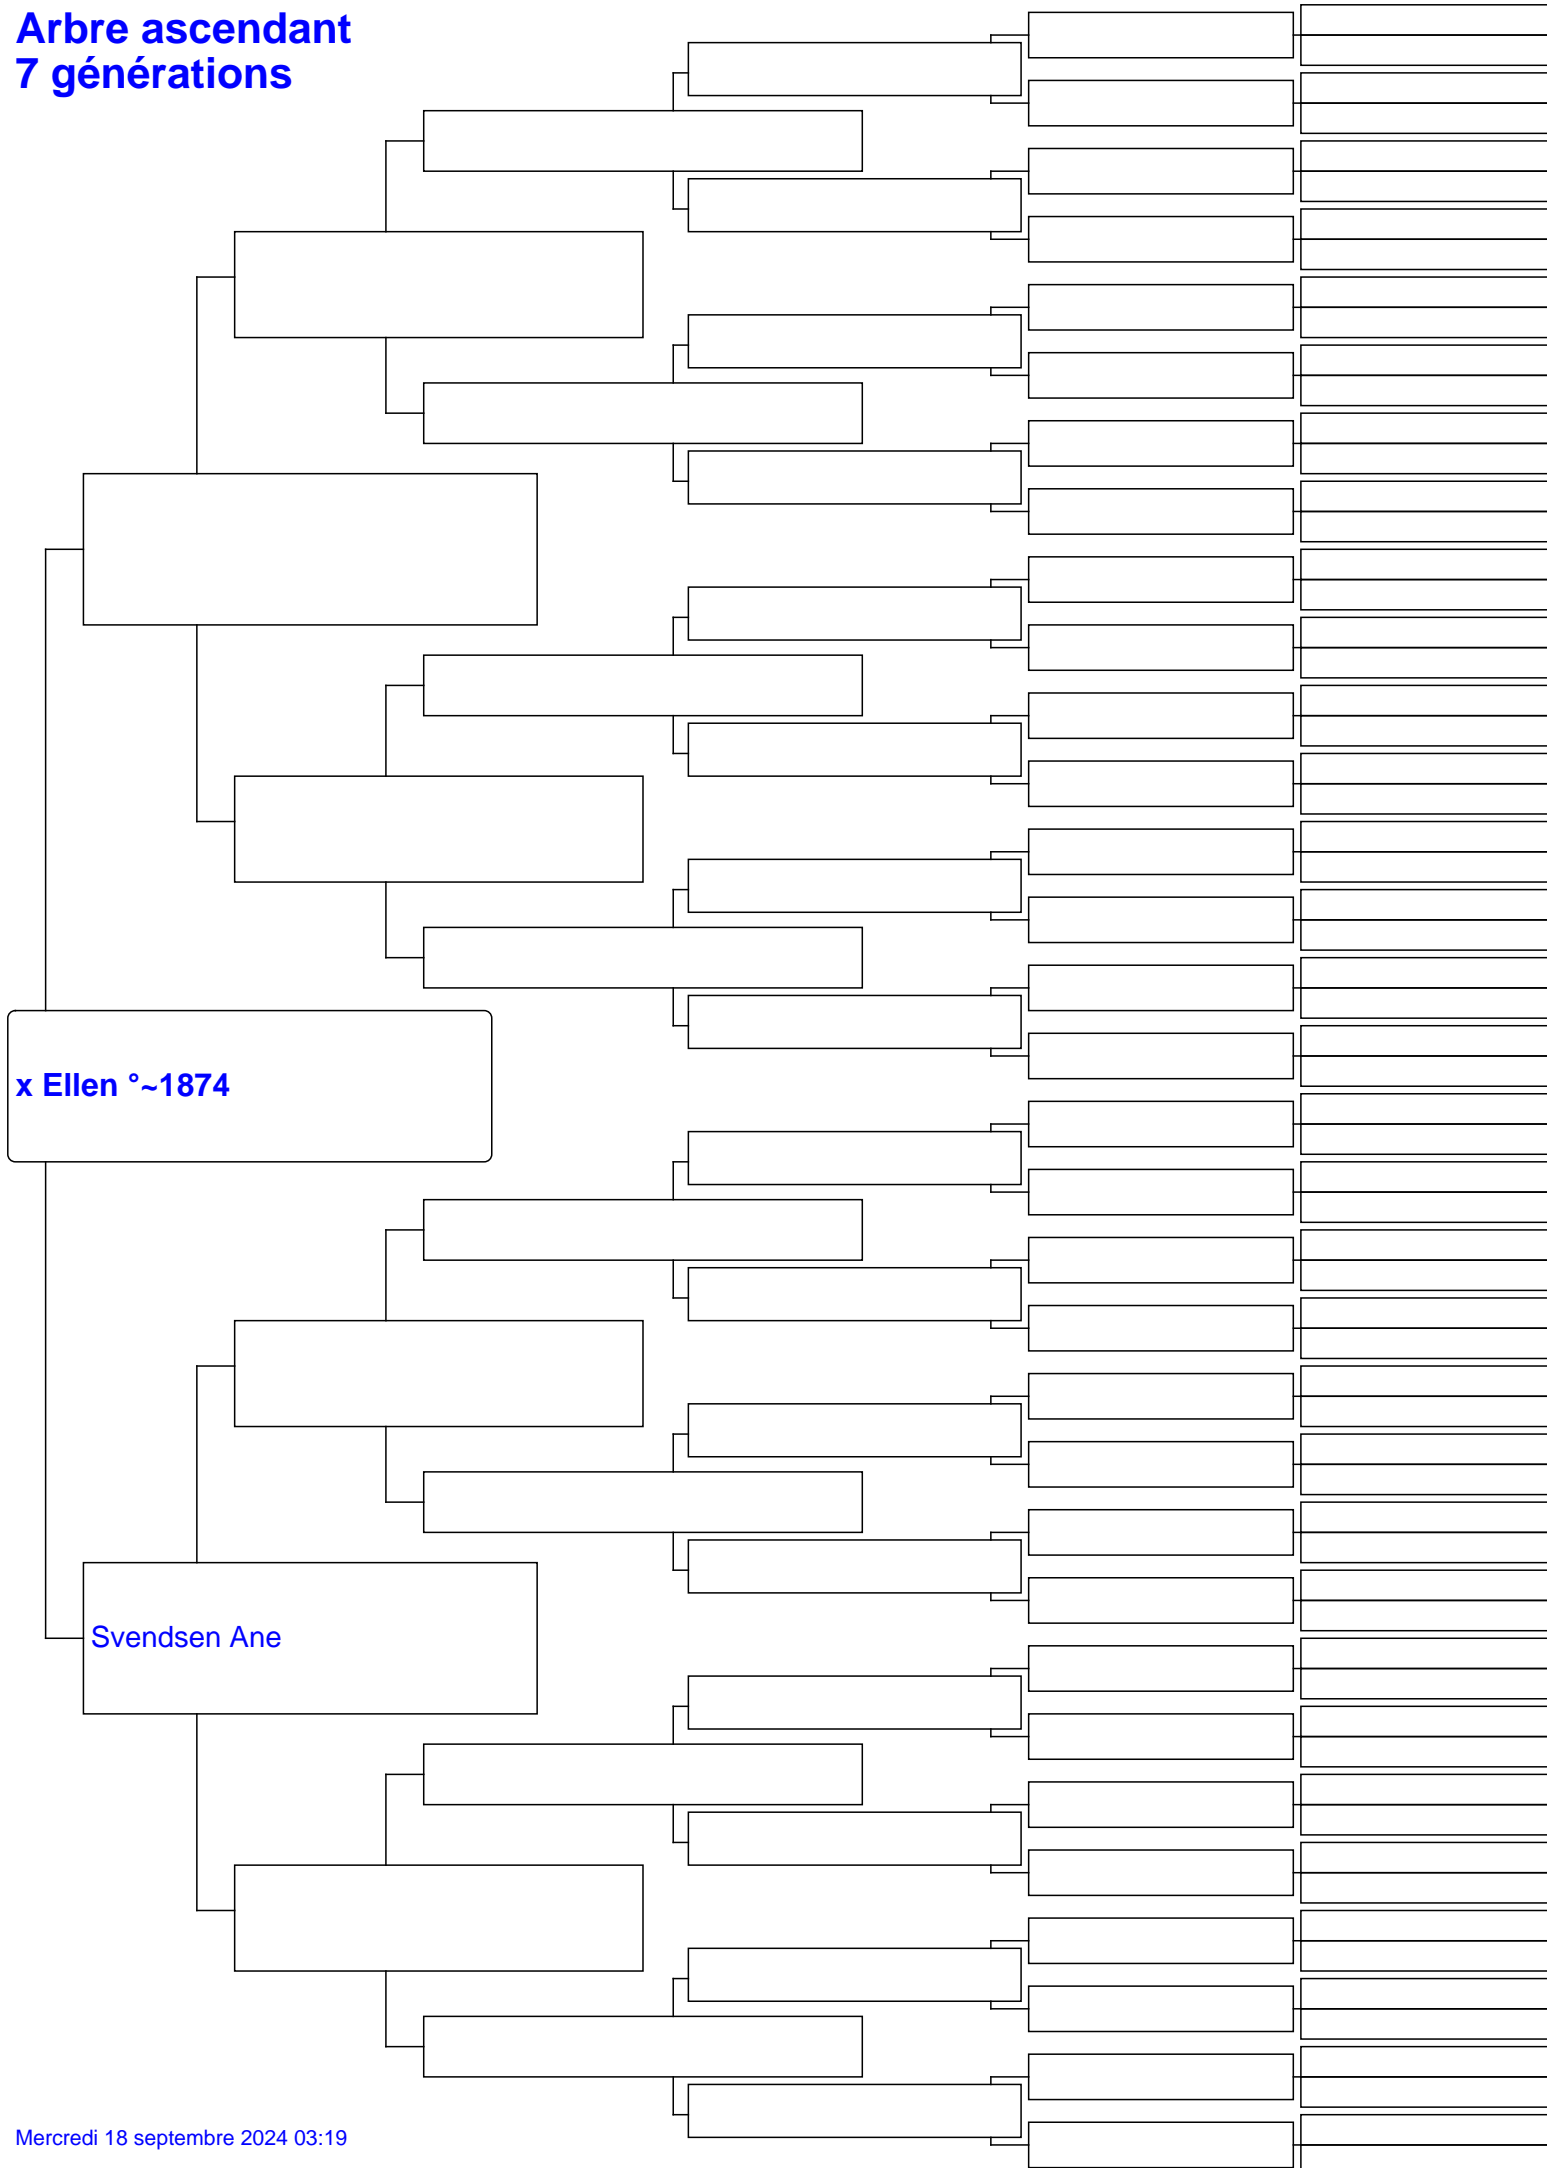 Arbre ascendant
7 générations
x Ellen °~1874
Svendsen Ane
Mercredi 18 septembre 2024 03:19